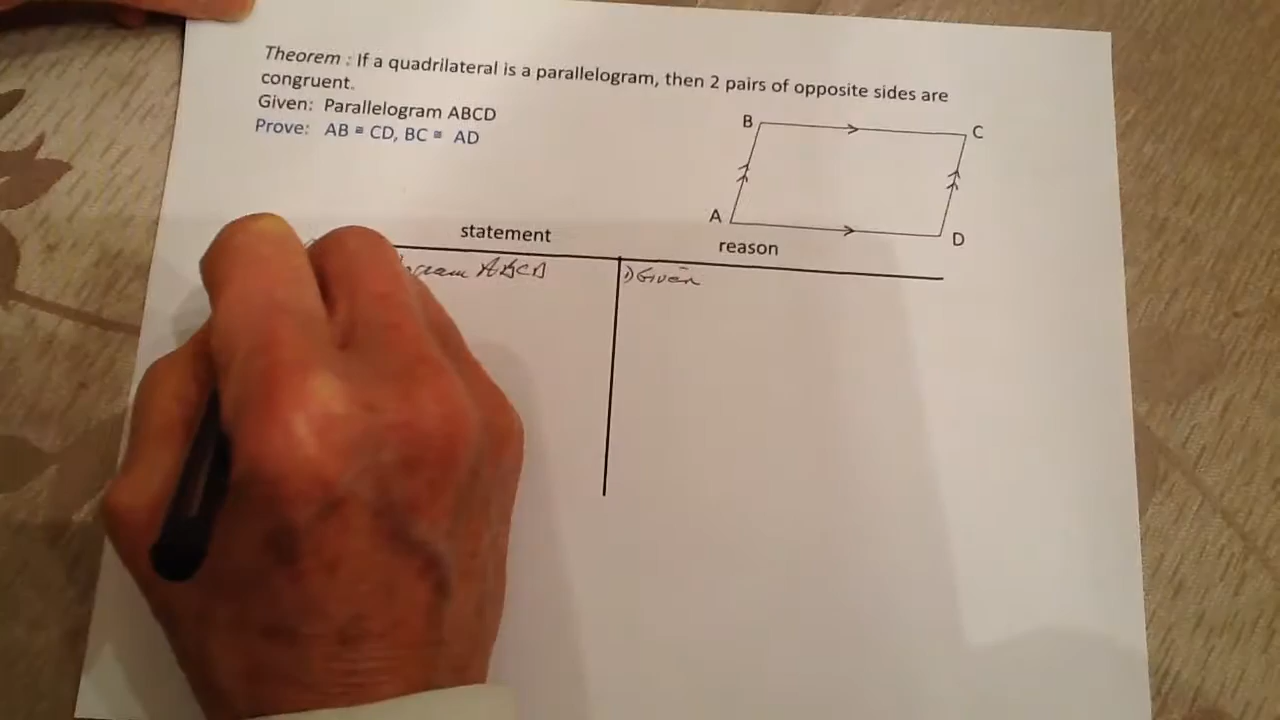 Theorem : If a quadrilateral is a parallelogram, then 2 pairs of opposite sides are
congruent.
Given: Parallelogram ABCD
Prove: AB ≅ CD, BC ≅ AD
B
C
A
D
statement
reason
ABCD
1) Given